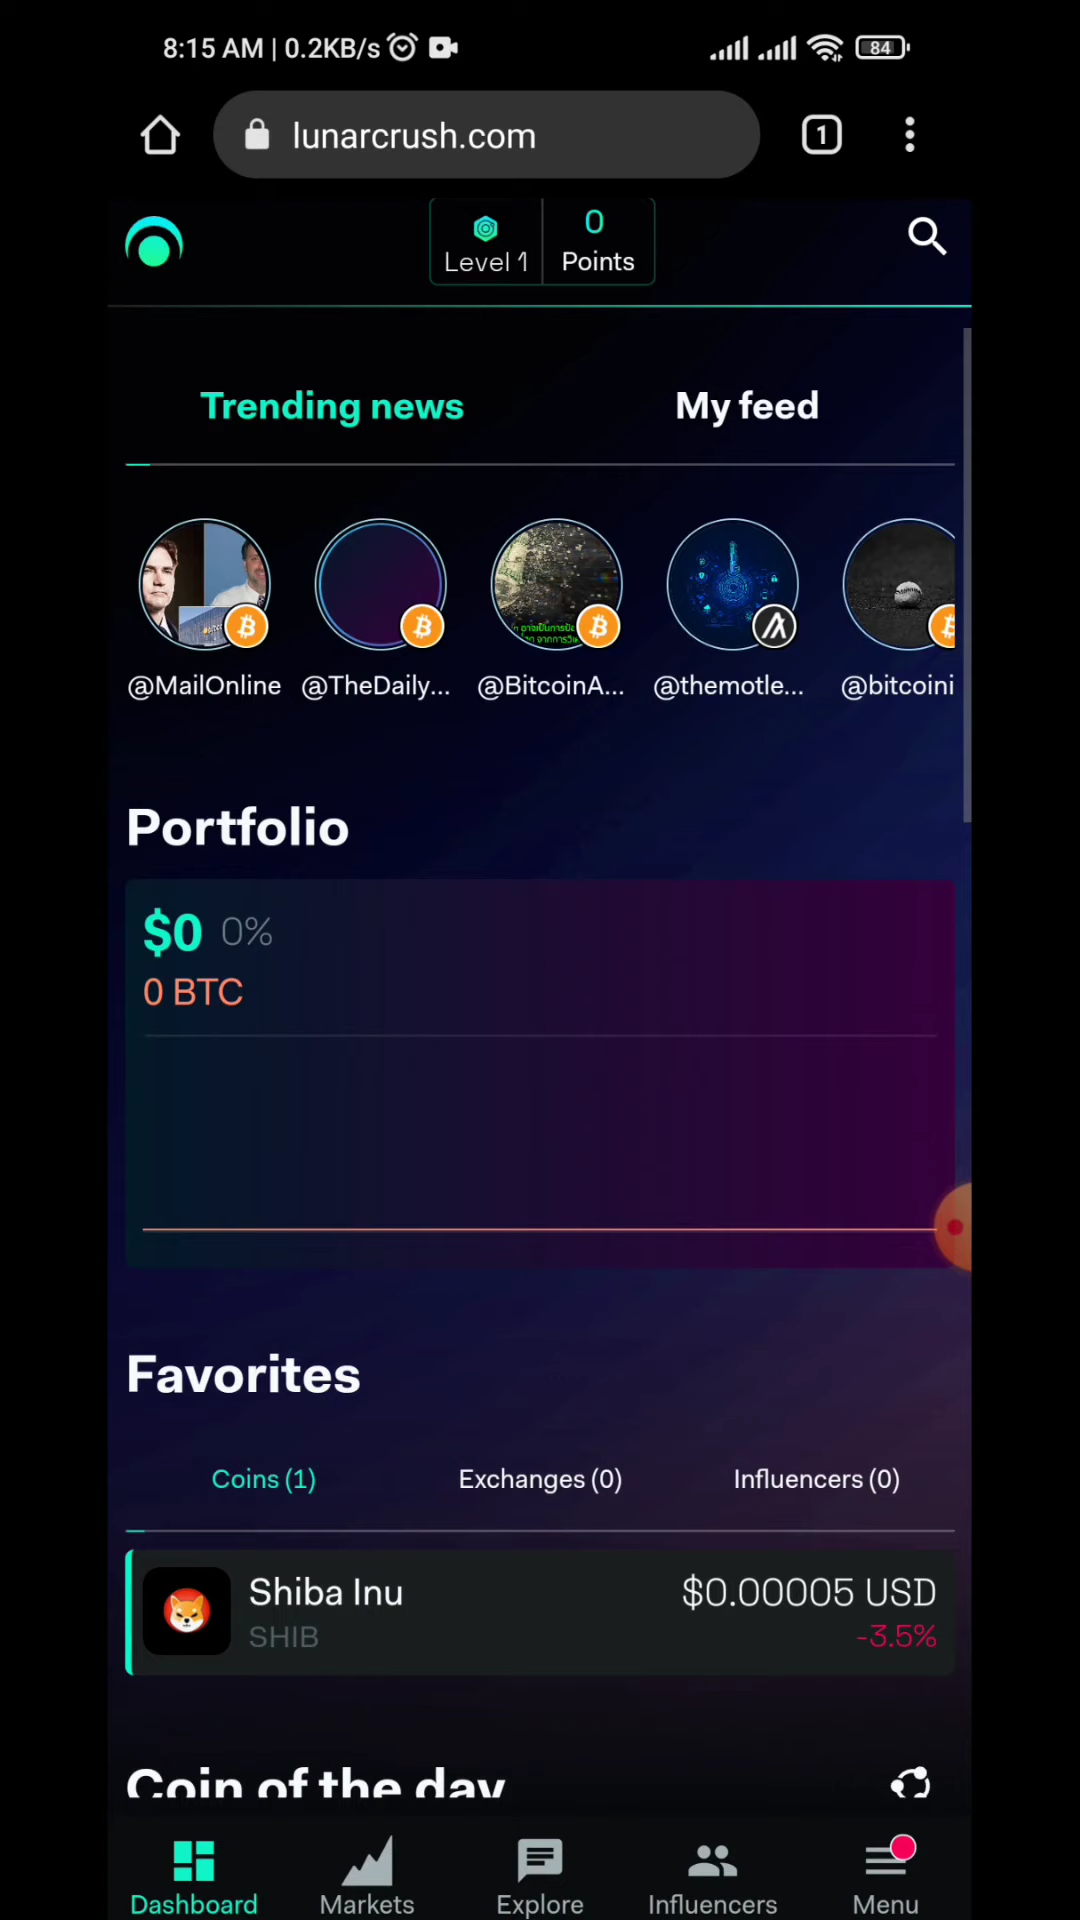 8:15 AM | 0.2KB/s
84
lunarcrush.com
1
Level 1
0
Points
Trending news
My feed
@MailOnline
@TheDaily...
@BitcoinA...
@themotle...
@bitcoini
Portfolio
$0 0%
0 BTC
Favorites
Coins (1)
Exchanges (0)
Influencers (0)
Shiba Inu
$0.00005 USD
SHIB
-3.5%
Coin of the day
Dashboard
Markets
Explore
Influencers
Menu